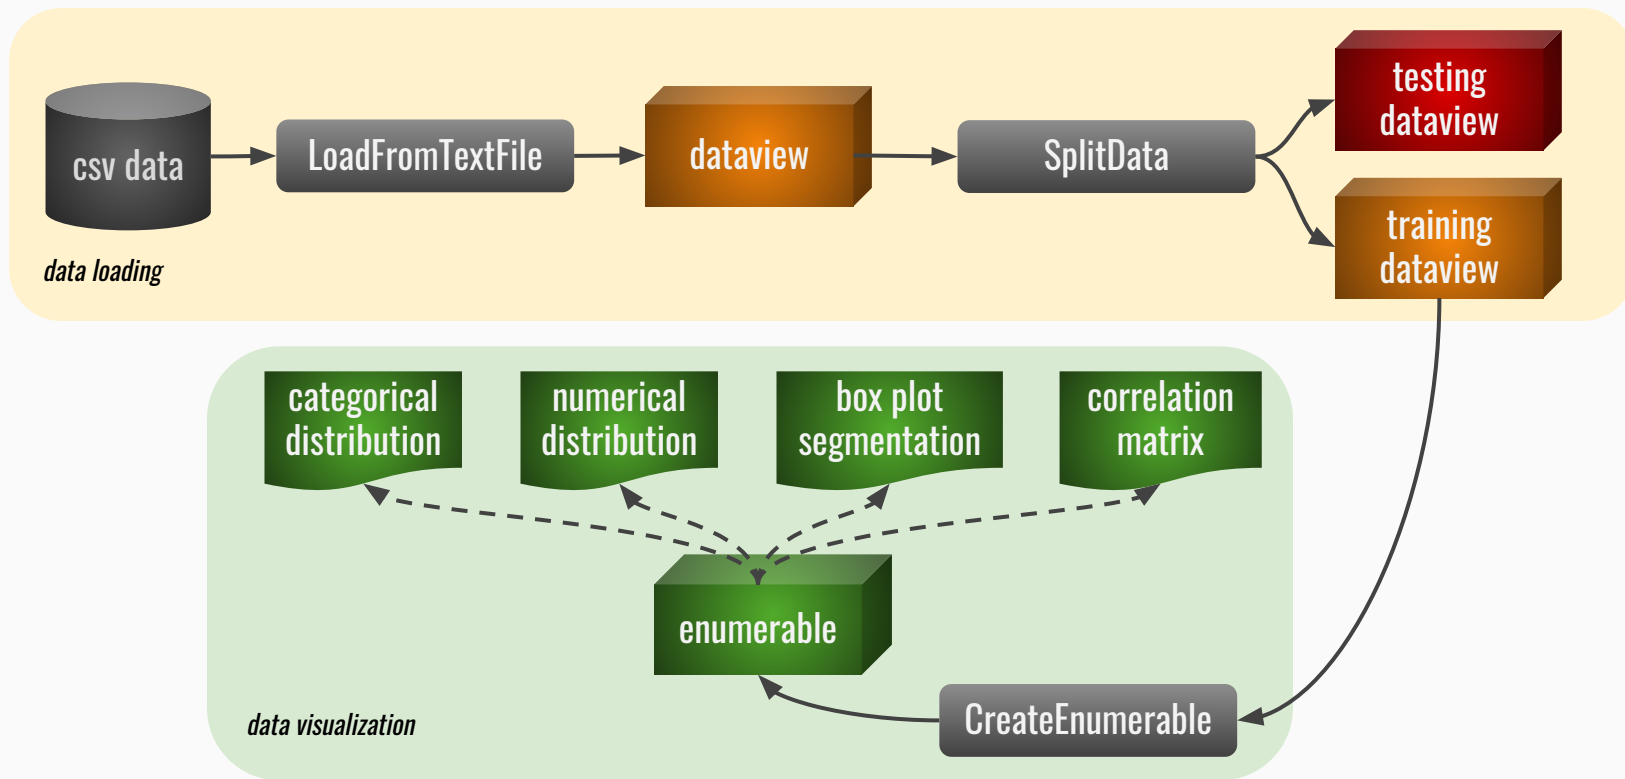 csv data
LoadFromTextFile
dataview
SplitData
testing
dataview
training
dataview
data loading
categorical
distribution
numerical
distribution
box plot
segmentation
correlation
matrix
enumerable
CreateEnumerable
data visualization